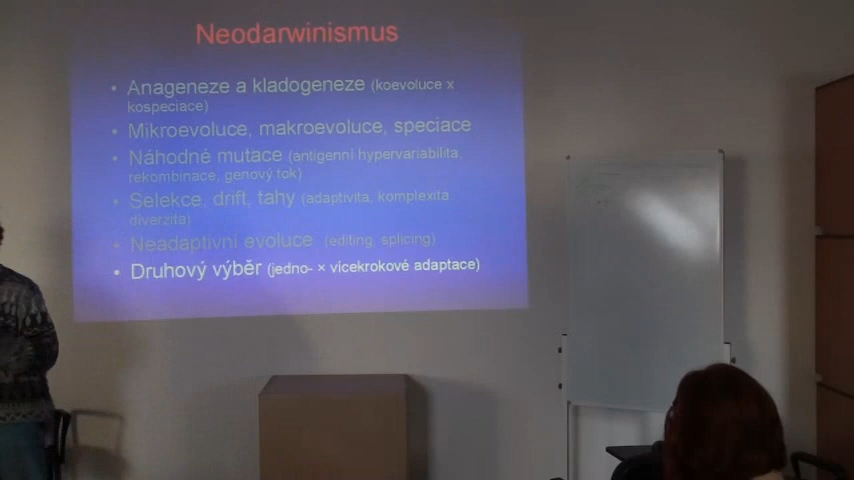 Neodarwinismus
• Anageneze a kladogeneze (koevoluce x
kospeciace)
• Mikroevoluce, makroevoluce, speciace
• Náhodné mutace (antigenní hypervariabilita,
rekombinace, genový tok)
• Selekce, drift, tahy (adaptivita, komplexita
diverzita)
• Neadaptivní evoluce (editing, splicing)
• Druhový výběr (jedno- × vícekrokové adaptace)